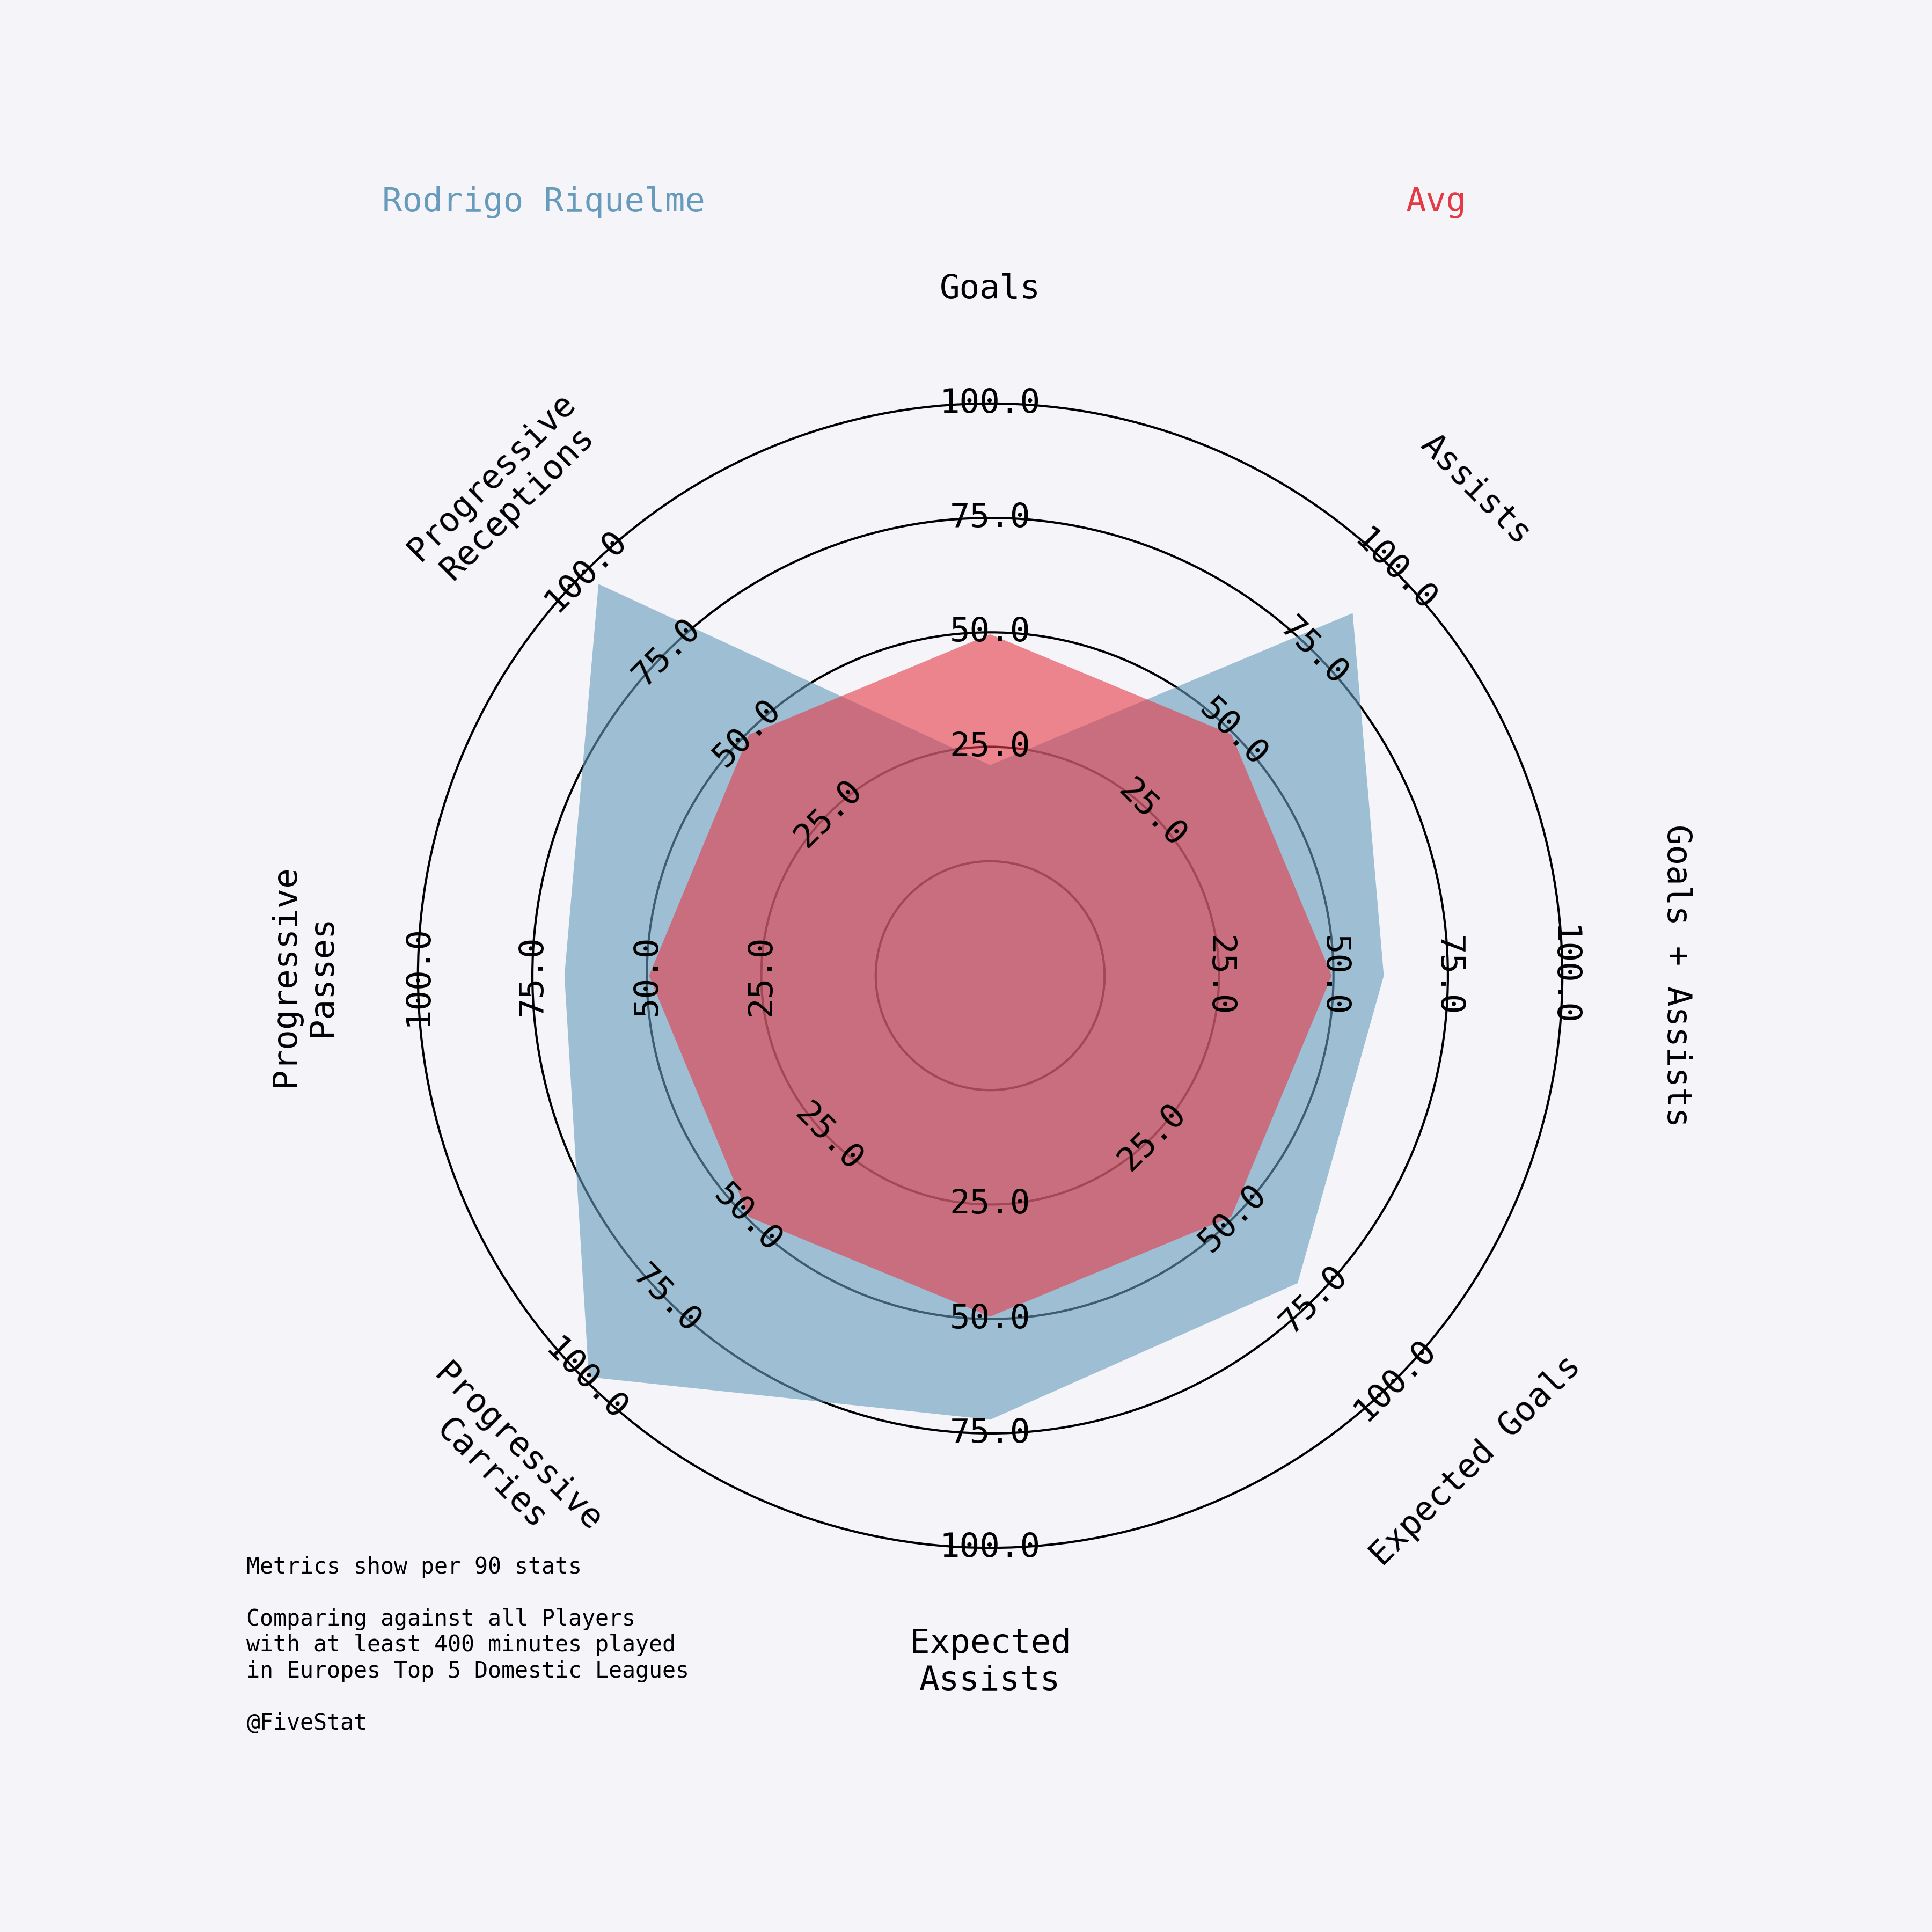 Rodrigo Riquelme
Avg
Goals
Assists
Goals + Assists
Expected Goals
Expected
Assists
Progressive
Carries
Progressive
Passes
Progressive
Receptions
100.0
75.0
50.0
25.0
100.0
75.0
50.0
25.0
100.0
75.0
50.0
25.0
100.0
75.0
50.0
25.0
100.0
75.0
50.0
25.0
100.0
75.0
50.0
25.0
100.0
75.0
50.0
25.0
100.0
75.0
50.0
25.0
Metrics show per 90 stats
Comparing against all Players
with at least 400 minutes played
in Europes Top 5 Domestic Leagues
@FiveStat